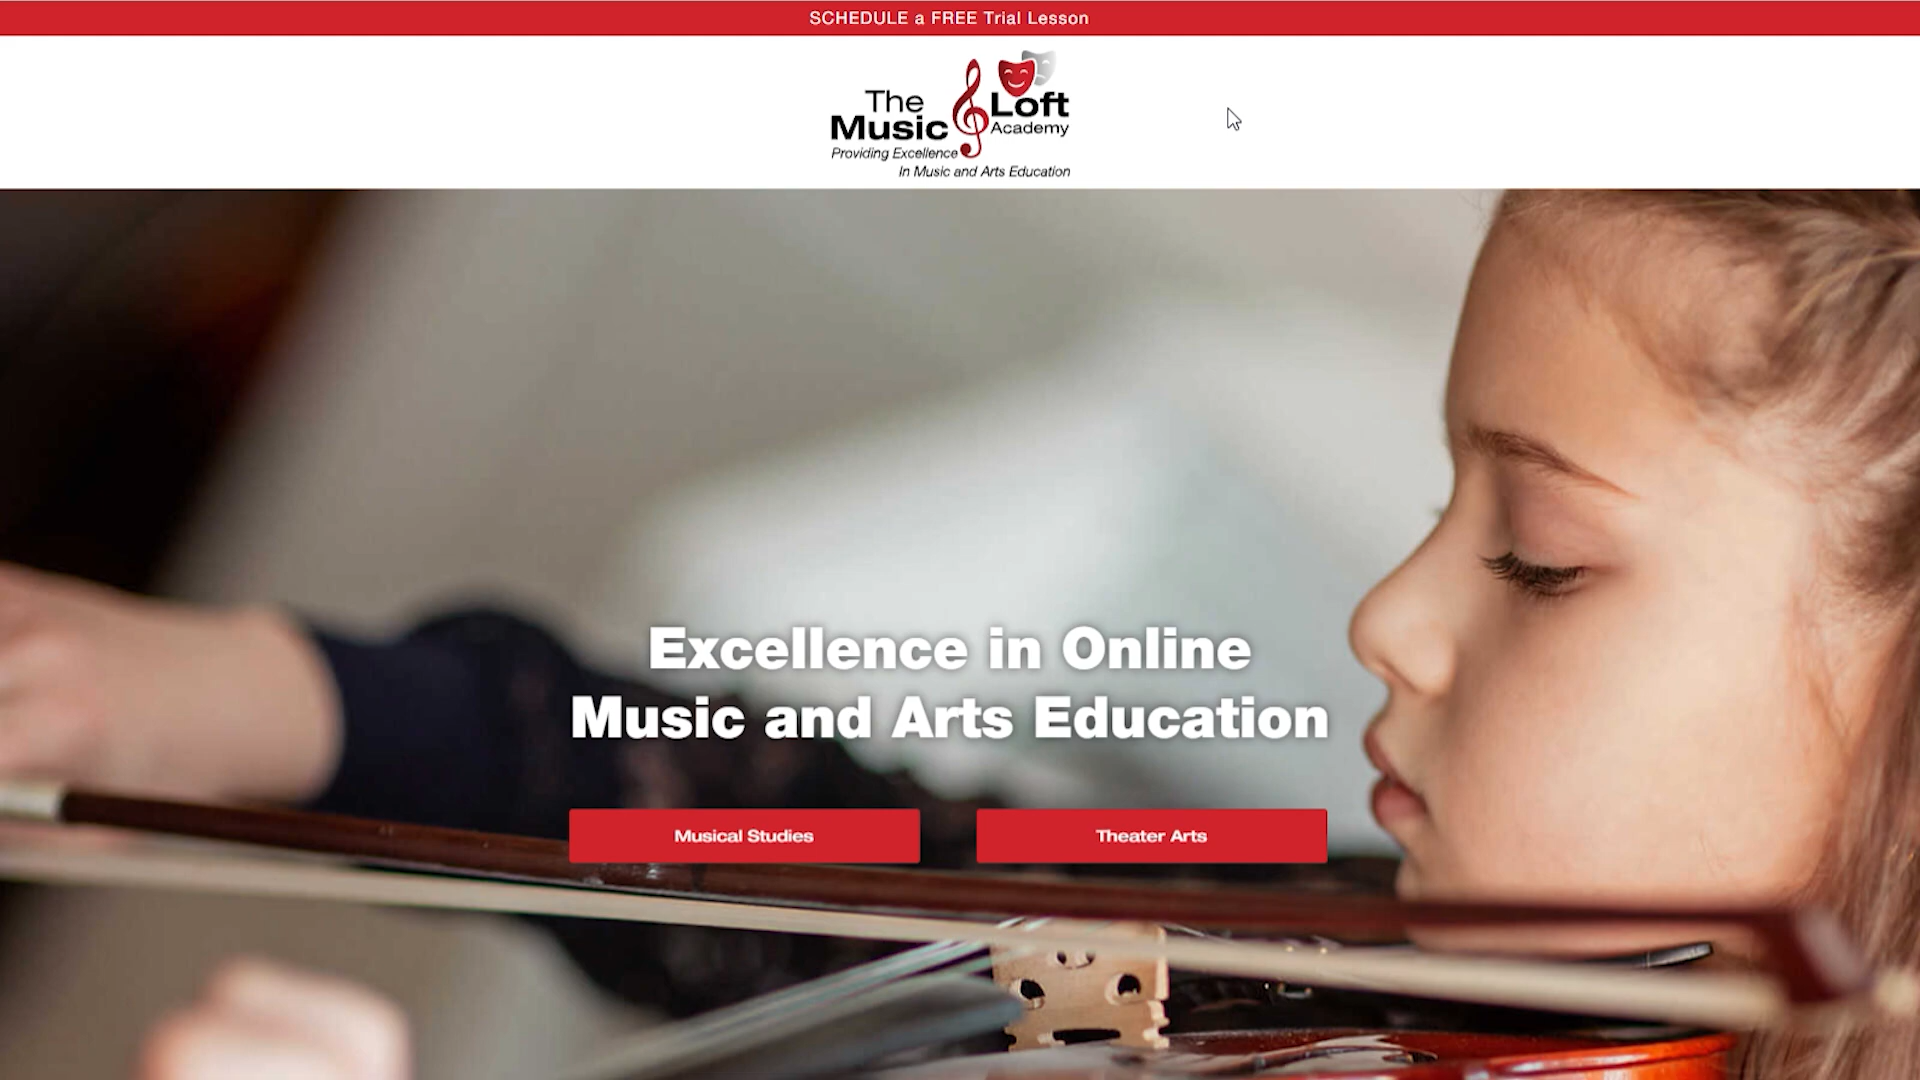 SCHEDULE a FREE Trial Lesson
The
Music Loft
Academy
Providing Excellence
In Music and Arts Education
Excellence in Online
Music and Arts Education
Musical Studies
Theater Arts